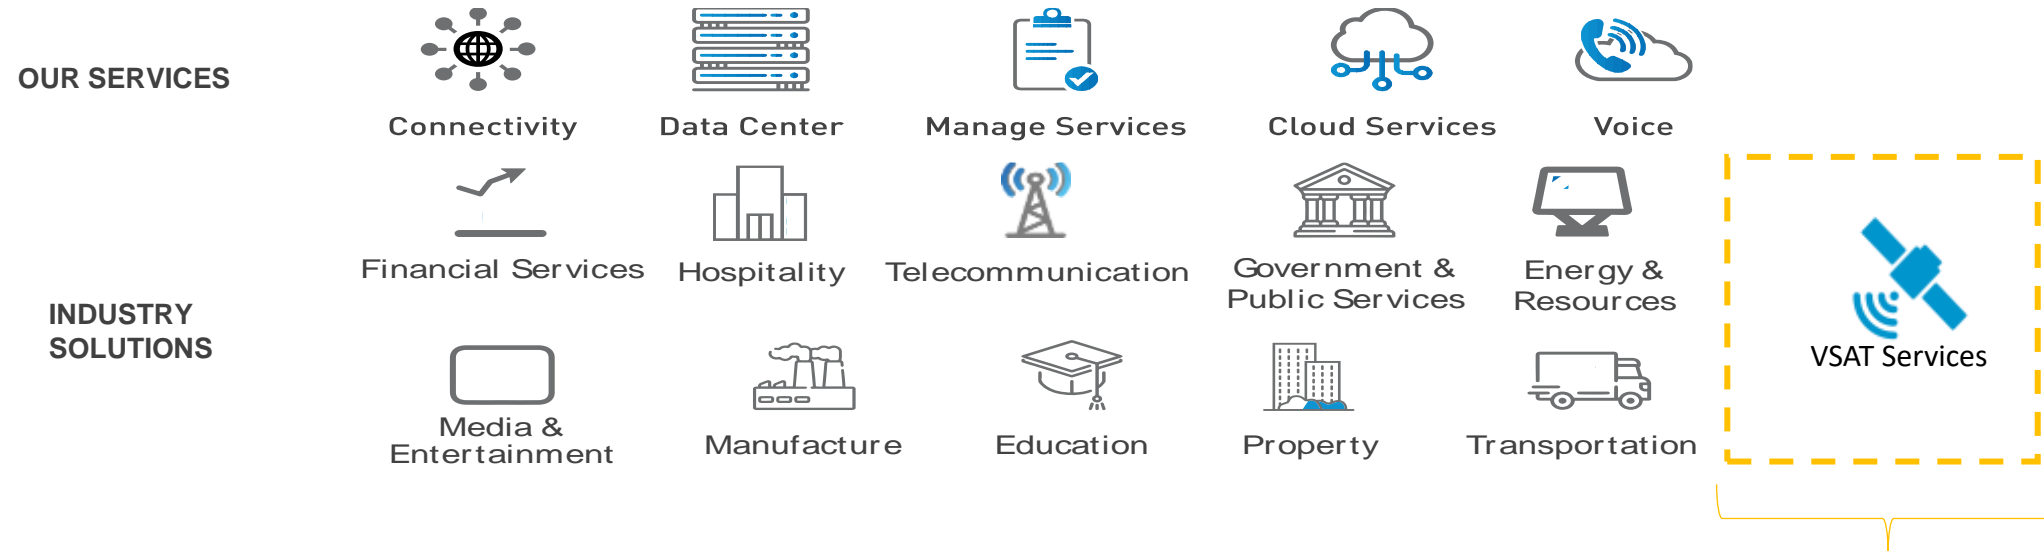 OUR SERVICES
Connectivity
Data Center
Manage Services
Cloud Services
Voice
INDUSTRY
SOLUTIONS
Financial Services
Hospitality
Telecommunication
Government &
Public Services
Energy &
Resources
Media &
Entertainment
Manufacture
Education
Property
Transportation
VSAT Services